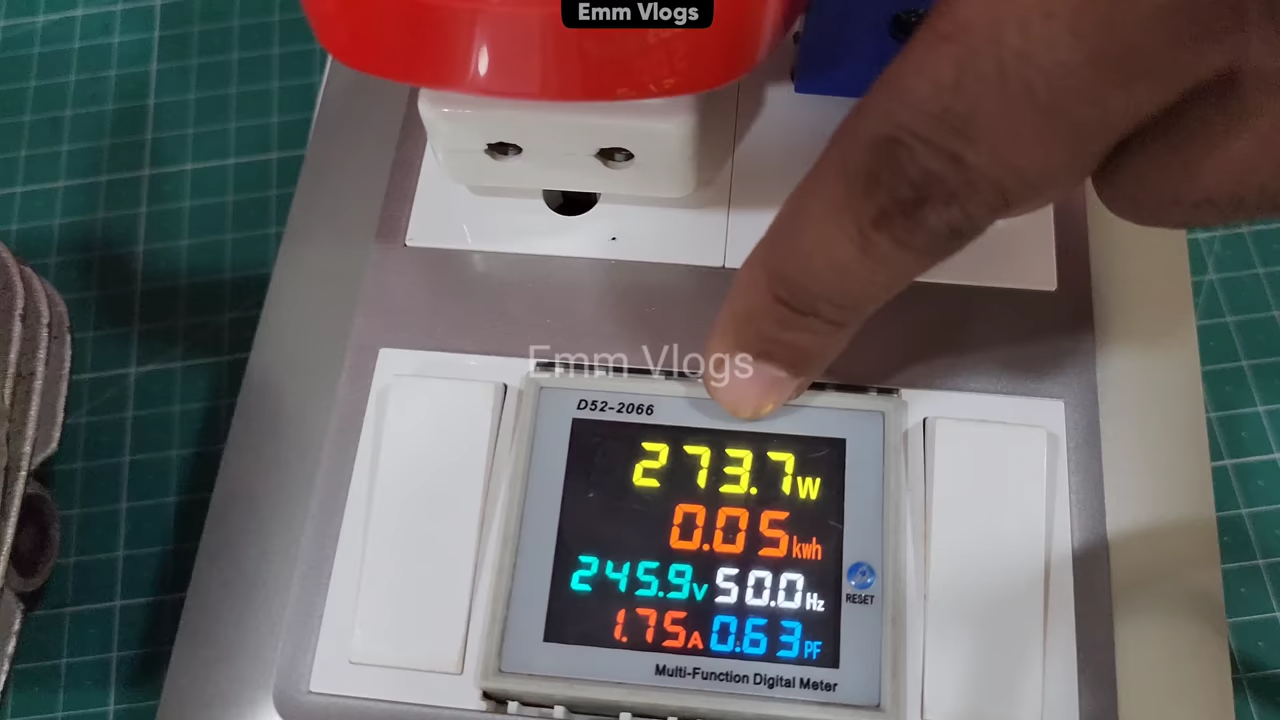 Emm Vlogs
Emm Vlogs
D52-2066
273.7W
0.05kwh
245.9V 50.0Hz
1.75A 0.63PF
RESET
Multi-Function Digital Meter